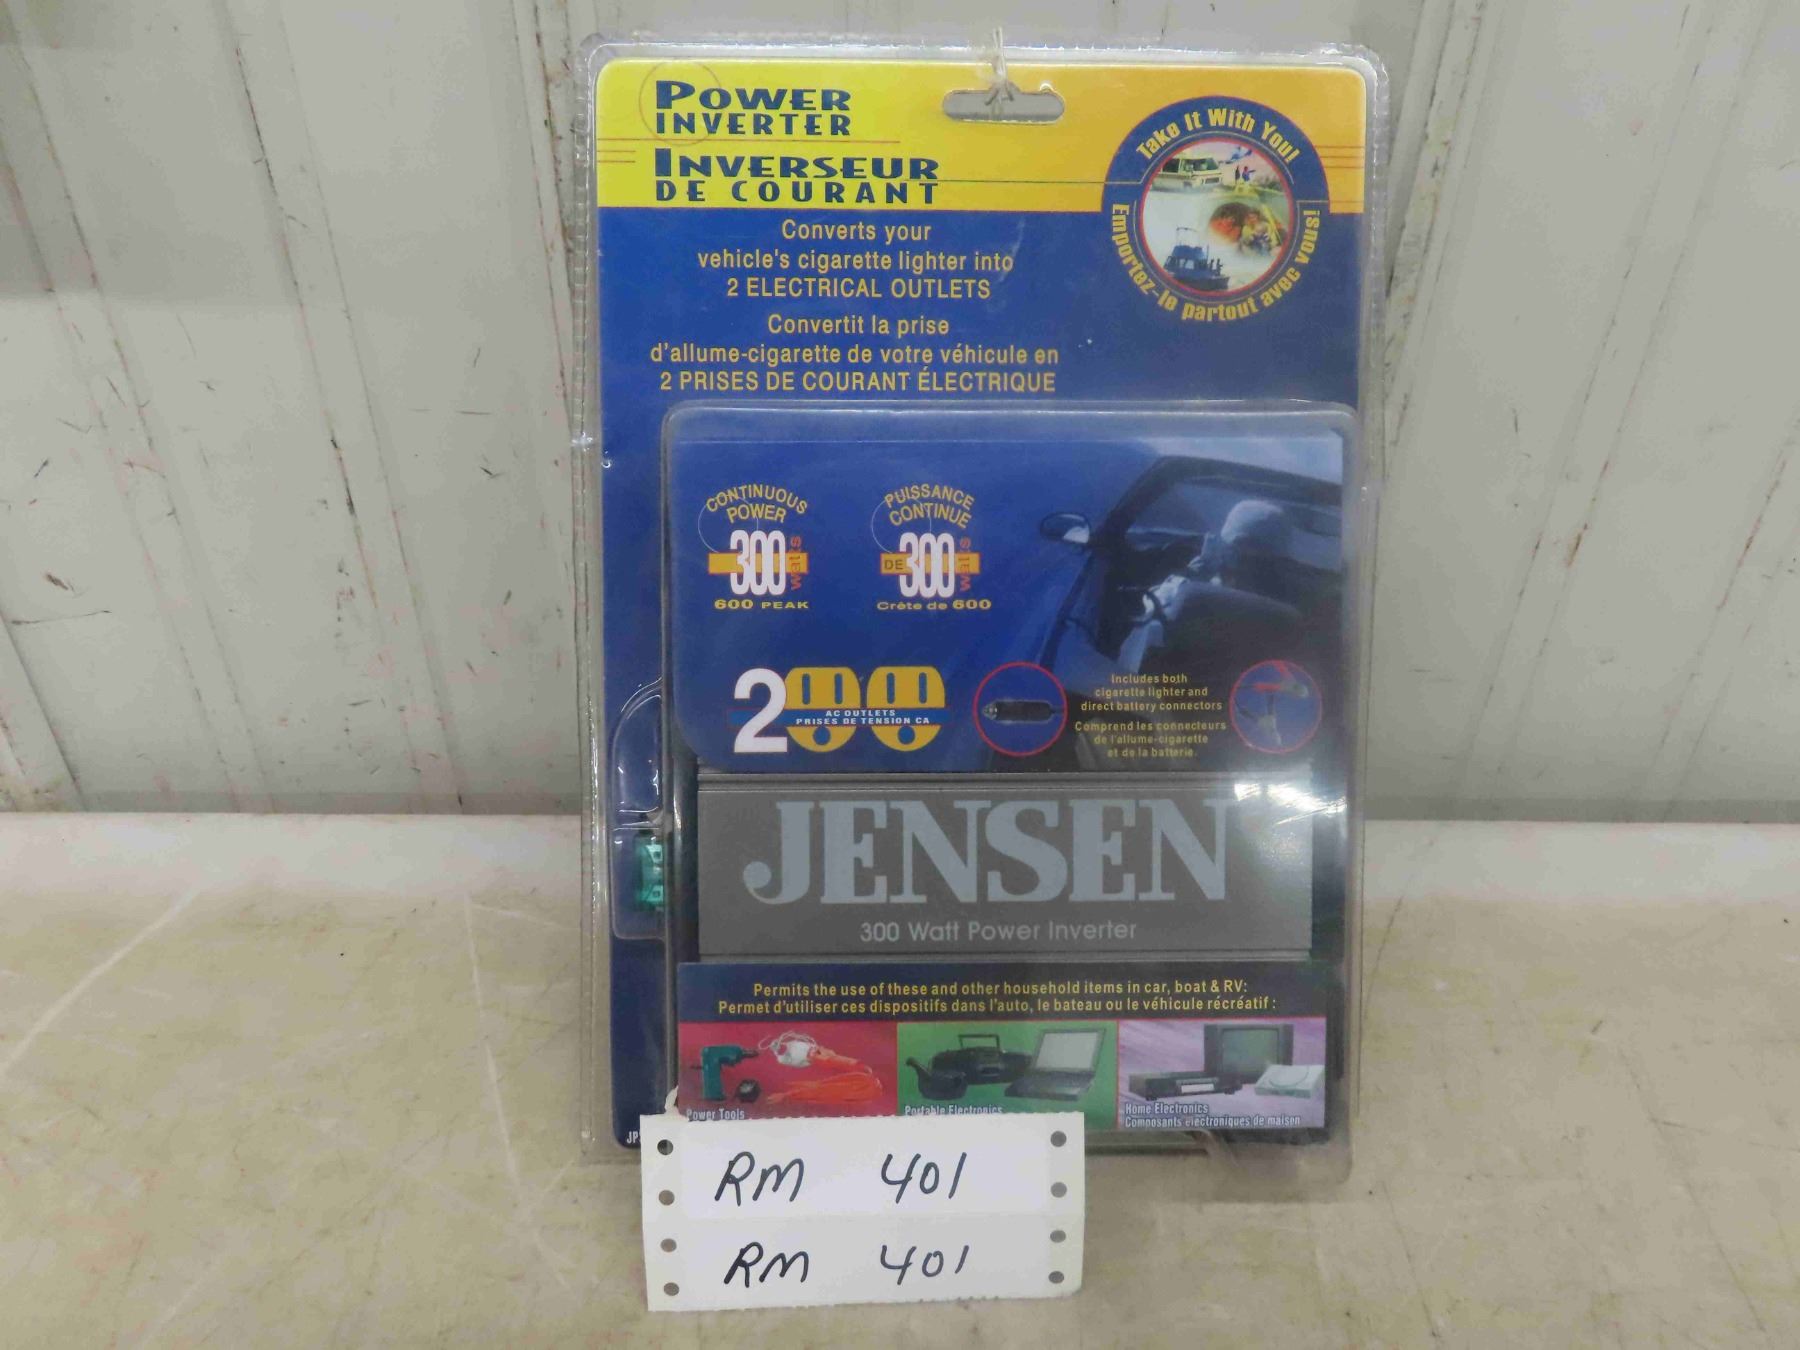 POWER
INVERTER
INVERSEUR
DE COURANT
Take It With You!
Emportez-le partout avec vous!
Converts your
vehicle's cigarette lighter into
2 ELECTRICAL OUTLETS
Convertit la prise
d'allume-cigarette de votre véhicule en
2 PRISES DE COURANT ÉLECTRIQUE
CONTINUOUS
POWER
300 watts
600 PEAK
PUISSANCE
CONTINUE
DE 300 watts
Crête de 600
2
AC OUTLETS
PRISES DE TENSION CA
Includes both
cigarette lighter and
direct battery connectors
Comprend les connecteurs
de l'allume-cigarette
et de la batterie.
JENSEN
300 Watt Power Inverter
Permits the use of these and other household items in car, boat & RV:
Permet d'utiliser ces dispositifs dans l'auto, le bateau ou le véhicule récréatif :
Power Tools
Portable Electronics
Home Electronics
Composants électroniques de maison
RM 401
RM 401